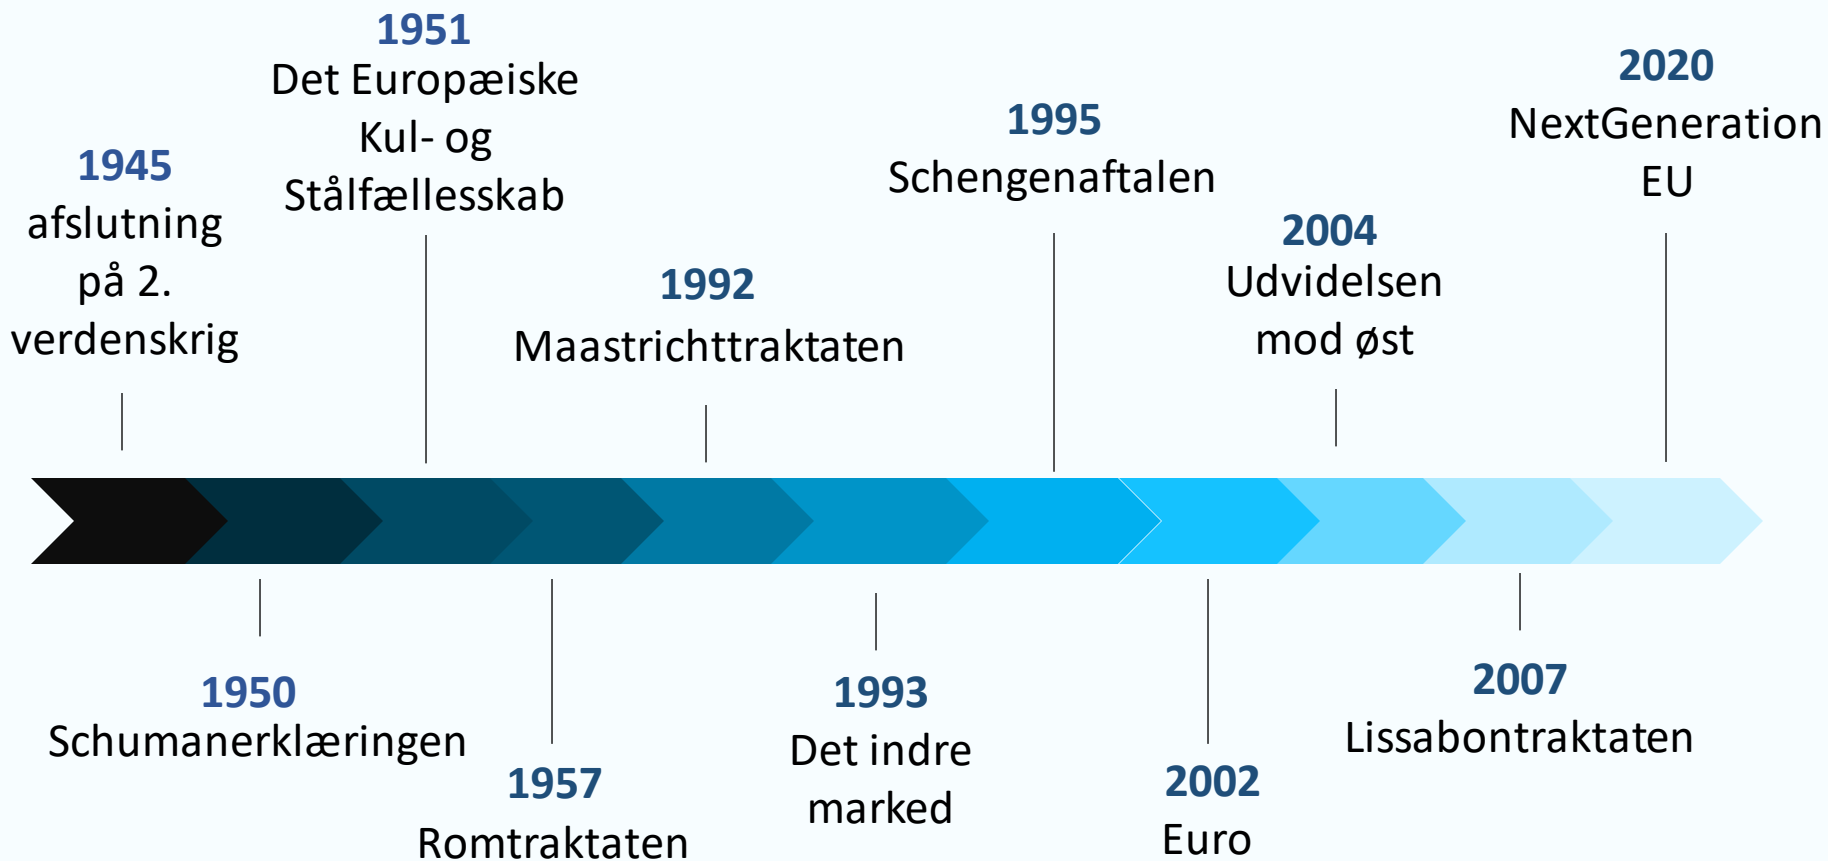 1945
afslutning
på 2.
verdenskrig
1950
Schumanerklæringen
1951
Det Europæiske
Kul- og
Stålfællesskab
1957
Romtraktaten
1992
Maastrichttraktaten
1993
Det indre
marked
1995
Schengenaftalen
2002
Euro
2004
Udvidelsen
mod øst
2007
Lissabontraktaten
2020
NextGeneration
EU